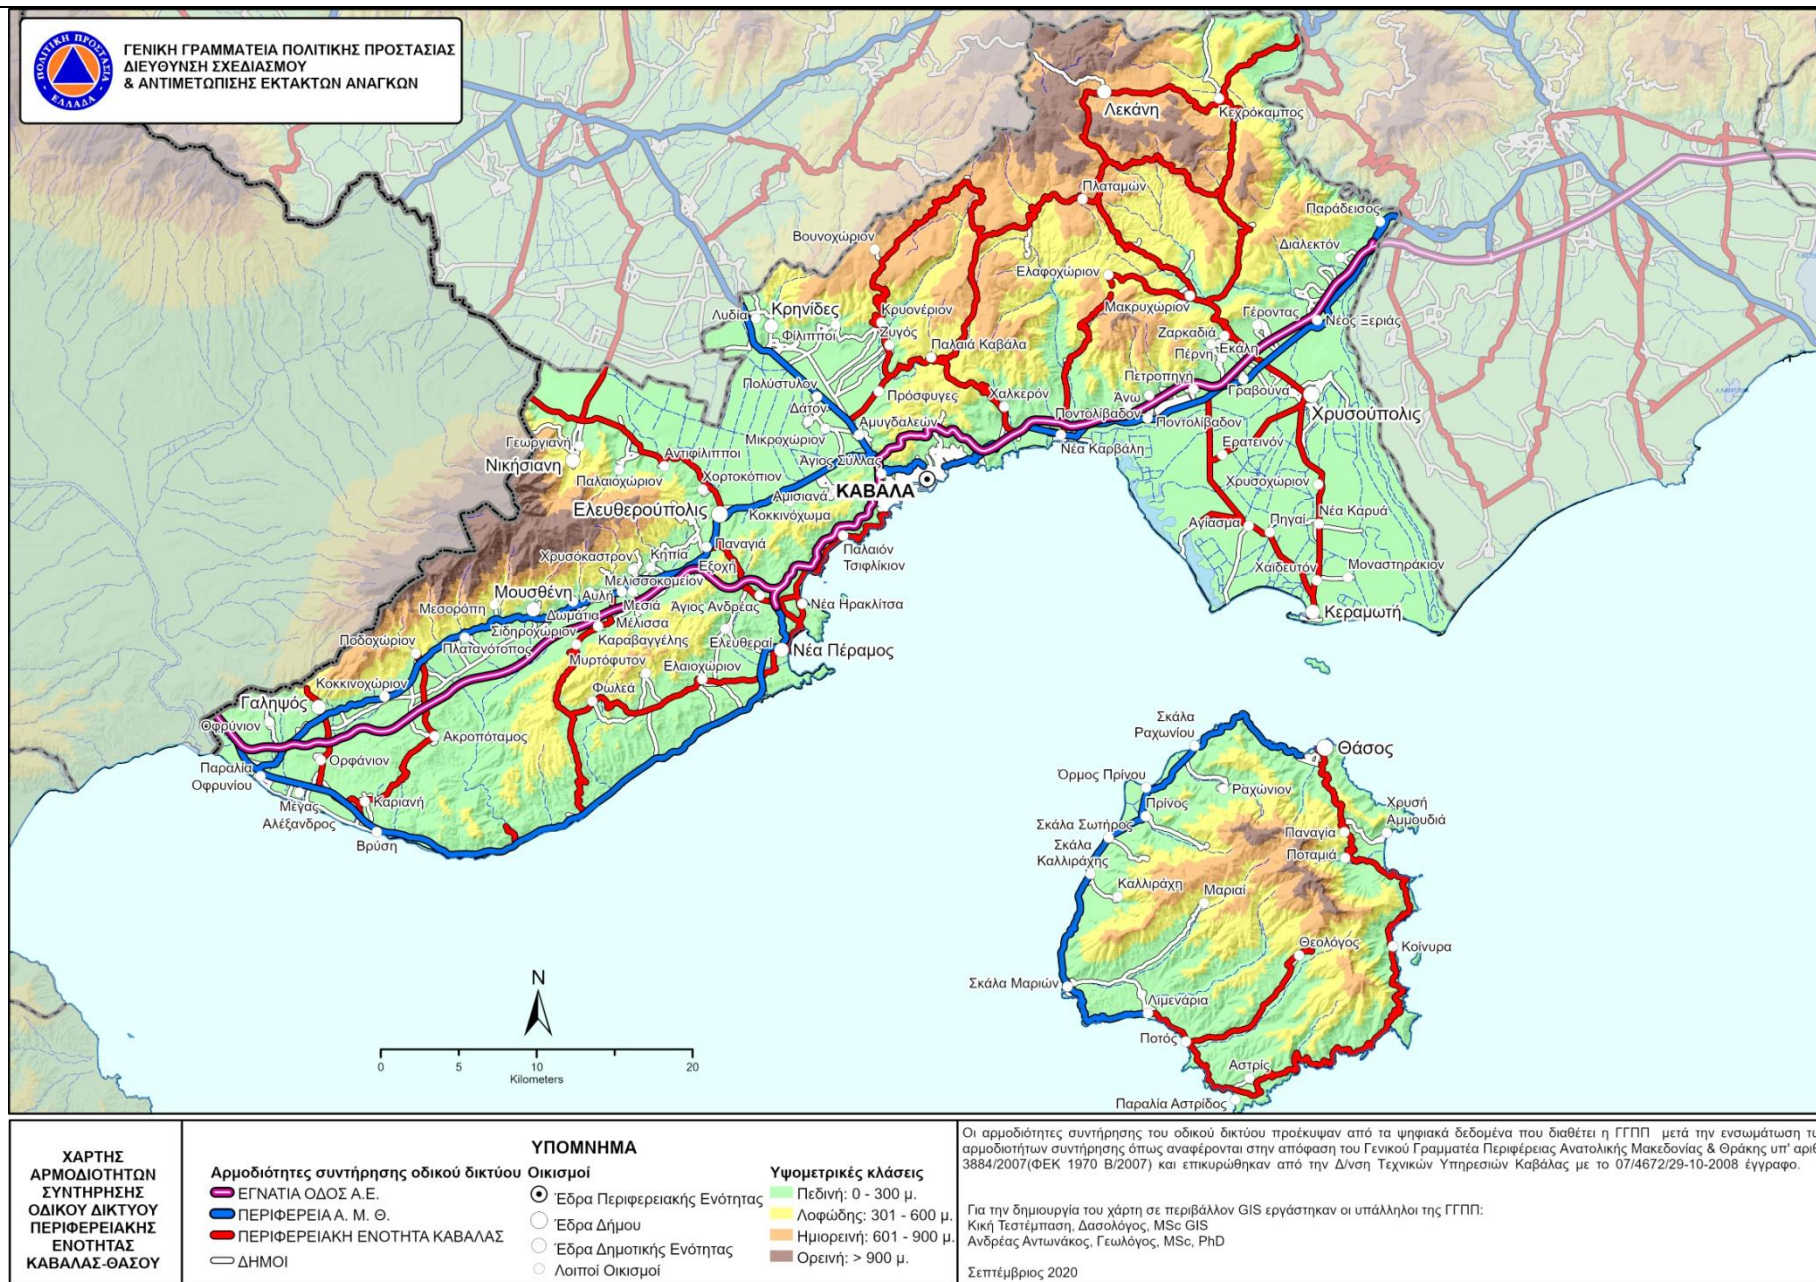 ΠΟΛΙΤΙΚΗ ΠΡΟΣΤΑΣΙΑ
ΕΛΛΑΔΑ
ΓΕΝΙΚΗ ΓΡΑΜΜΑΤΕΙΑ ΠΟΛΙΤΙΚΗΣ ΠΡΟΣΤΑΣΙΑΣ
ΔΙΕΥΘΥΝΣΗ ΣΧΕΔΙΑΣΜΟΥ
& ΑΝΤΙΜΕΤΩΠΙΣΗΣ ΕΚΤΑΚΤΩΝ ΑΝΑΓΚΩΝ
Λεκάνη
Κεχρόκαμπος
Πλαταμών
Παράδεισος
Βουνοχώριον
Διαλεκτόν
Ελαφοχώριον
Μακρυχώριον
Λυδία
Κρηνίδες
Φίλιπποι
Κρυονέριον
Ζυγός
Παλαιά Καβάλα
Ζαρκαδιά
Γέροντας
Νέος Ξεριάς
Πέρνη
Εκάλη
Πετροπηγή
Γραβούνα
Πολύστυλον
Πρόσφυγες
Δάτον
Χαλκερόν
Άνω
Ποντολίβαδον
Ποντολίβαδον
Χρυσούπολις
Μικροχώριον
Αμυγδαλεών
Νέα Καρβάλη
Ερατεινόν
Γεωργιανή
Νικήσιανη
Αντιφίλιπποι
Παλαιοχώριον
Χορτοκόπιον
Άγιος Σύλλας
ΚΑΒΑΛΑ
Αμισιανά
Κοκκινόχωμα
Χρυσοχώριον
Ελευθερούπολις
Αγίασμα
Πηγαί
Νέα Καρυά
Παναγιά
Παλαιόν
Τσιφλίκιον
Χρυσόκαστρον
Κηπία
Εξοχή
Χαϊδευτόν
Μοναστηράκιον
Μελισσοκομείον
Μουσθένη
Αυλή
Μεσιά
Άγιος Ανδρέας
Νέα Ηρακλίτσα
Κεραμωτή
Μεσορόπη
Δωμάτια
Μέλισσα
Σιδηροχώριον
Καραβαγγέλης
Ελευθεραί
Νέα Πέραμος
Ποδοχώριον
Πλατανότοπος
Μυρτόφυτον
Ελαιοχώριον
Κοκκινοχώριον
Φωλεά
Γαληψός
Οφρύνιον
Ακροπόταμος
Ορφάνιον
Παραλία
Οφρυνίου
Μέγας
Αλέξανδρος
Καριανή
Βρύση
Σκάλα
Ραχωνίου
Θάσος
Όρμος Πρίνου
Ραχώνιον
Πρίνος
Χρυσή
Αμμουδιά
Σκάλα Σωτήρος
Παναγία
Σκάλα
Καλλιράχης
Ποταμιά
Καλλιράχη
Μαριαί
Θεολόγος
Κοίνυρα
Σκάλα Μαριών
Λιμενάρια
Ποτός
Αστρίς
Παραλία Αστρίδος
N
0 5 10 20
Kilometers
ΧΑΡΤΗΣ
ΑΡΜΟΔΙΟΤΗΤΩΝ
ΣΥΝΤΗΡΗΣΗΣ
ΟΔΙΚΟΥ ΔΙΚΤΥΟΥ
ΠΕΡΙΦΕΡΕΙΑΚΗΣ
ΕΝΟΤΗΤΑΣ
ΚΑΒΑΛΑΣ-ΘΑΣΟΥ
ΥΠΟΜΝΗΜΑ
Αρμοδιότητες συντήρησης οδικού δικτύου
ΕΓΝΑΤΙΑ ΟΔΟΣ Α.Ε.
ΠΕΡΙΦΕΡΕΙΑ Α. Μ. Θ.
ΠΕΡΙΦΕΡΕΙΑΚΗ ΕΝΟΤΗΤΑ ΚΑΒΑΛΑΣ
ΔΗΜΟΙ
Οικισμοί
Έδρα Περιφερειακής Ενότητας
Έδρα Δήμου
Έδρα Δημοτικής Ενότητας
Λοιποί Οικισμοί
Υψομετρικές κλάσεις
Πεδινή: 0 - 300 μ.
Λοφώδης: 301 - 600 μ.
Ημιορεινή: 601 - 900 μ.
Ορεινή: > 900 μ.
Οι αρμοδιότητες συντήρησης του οδικού δικτύου προέκυψαν από τα ψηφιακά δεδομένα που διαθέτει η ΓΓΠΠ μετά την ενσωμάτωση τω
αρμοδιοτήτων συντήρησης όπως αναφέρονται στην απόφαση του Γενικού Γραμματέα Περιφέρειας Ανατολικής Μακεδονίας & Θράκης υπ' αριθ
3884/2007(ΦΕΚ 1970 Β/2007) και επικυρώθηκαν από την Δ/νση Τεχνικών Υπηρεσιών Καβάλας με το 07/4672/29-10-2008 έγγραφο.
Για την δημιουργία του χάρτη σε περιβάλλον GIS εργάστηκαν οι υπάλληλοι της ΓΓΠΠ:
Κική Τεστέμπαση, Δασολόγος, MSc GIS
Ανδρέας Αντωνάκος, Γεωλόγος, MSc, PhD
Σεπτέμβριος 2020